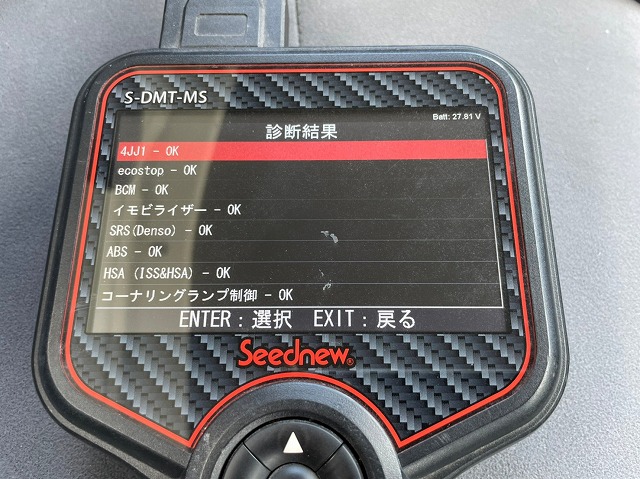 S-DMT-MS
Batt: 27.81 V
診断結果
4JJ1 - OK
ecostop - OK
BCM - OK
イモビライザー - OK
SRS(Denso) - OK
ABS - OK
HSA (ISS&HSA) - OK
コーナリングランプ制御 - OK
ENTER：選択 EXIT：戻る
Seednew®